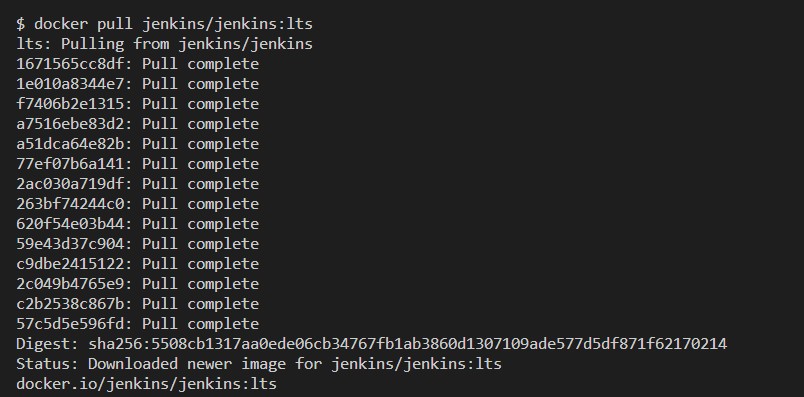 $ docker pull jenkins/jenkins:lts
lts: Pulling from jenkins/jenkins
1671565cc8df: Pull complete
1e010a8344e7: Pull complete
f7406b2e1315: Pull complete
a7516ebe83d2: Pull complete
a51dca64e82b: Pull complete
77ef07b6a141: Pull complete
2ac030a719df: Pull complete
263bf74244c0: Pull complete
620f54e03b44: Pull complete
59e43d37c904: Pull complete
c9dbe2415122: Pull complete
2c049b4765e9: Pull complete
c2b2538c867b: Pull complete
57c5d5e596fd: Pull complete
Digest: sha256:5508cb1317aa0ede06cb34767fb1ab3860d1307109ade577d5df871f62170214
Status: Downloaded newer image for jenkins/jenkins:lts
docker.io/jenkins/jenkins:lts